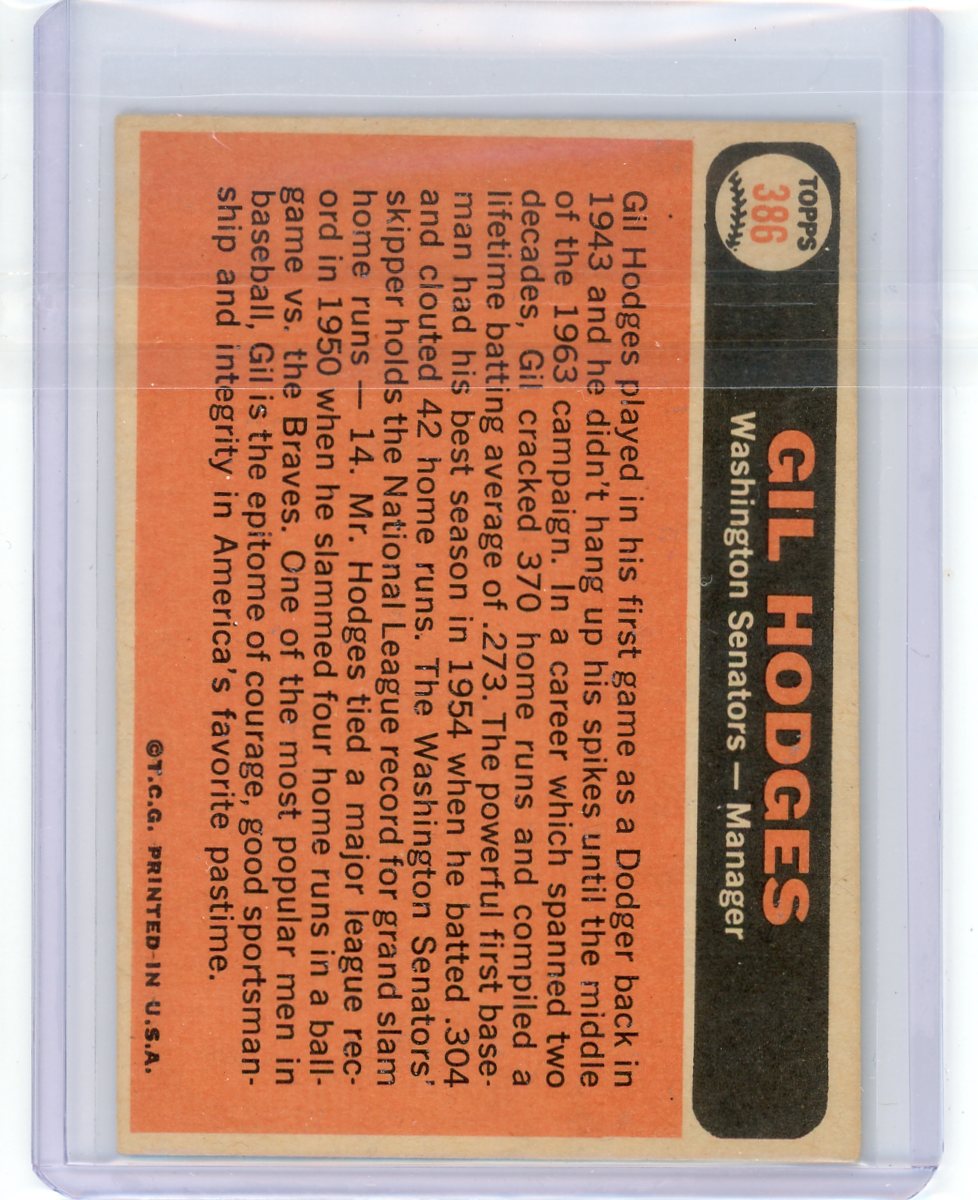 TOPPS
386
GIL HODGES
Washington Senators — Manager
Gil Hodges played in his first game as a Dodger back in
1943 and he didn't hang up his spikes until the middle
of the 1963 campaign. In a career which spanned two
decades, Gil cracked 370 home runs and compiled a
lifetime batting average of .273. The powerful first base-
man had his best season in 1954 when he batted .304
and clouted 42 home runs. The Washington Senators'
skipper holds the National League record for grand slam
home runs — 14. Mr. Hodges tied a major league rec-
ord in 1950 when he slammed four home runs in a ball-
game vs. the Braves. One of the most popular men in
baseball, Gil is the epitome of courage, good sportsman-
ship and integrity in America's favorite pastime.
©T.C.G. PRINTED-IN U.S.A.